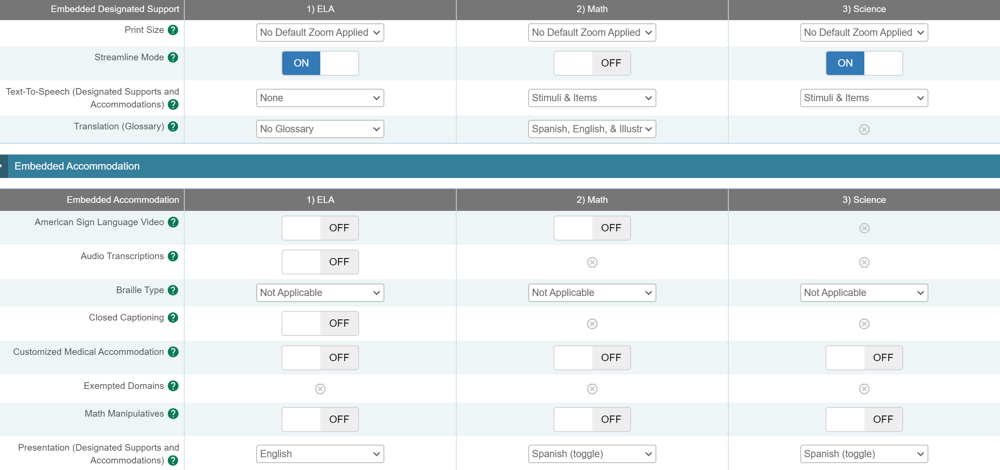 Embedded Designated Support 1) ELA 2) Math 3) Science
Print Size ? No Default Zoom Applied No Default Zoom Applied No Default Zoom Applied
Streamline Mode ? ON OFF ON
Text-To-Speech (Designated Supports and
Accommodations) ? None Stimuli & Items Stimuli & Items
Translation (Glossary) ? No Glossary Spanish, English, & Illustr
Embedded Accommodation
Embedded Accommodation 1) ELA 2) Math 3) Science
American Sign Language Video ? OFF OFF
Audio Transcriptions ? OFF
Braille Type ? Not Applicable Not Applicable Not Applicable
Closed Captioning ? OFF
Customized Medical Accommodation ? OFF OFF OFF
Exempted Domains ?
Math Manipulatives ? OFF OFF OFF
Presentation (Designated Supports and
Accommodations) ? English Spanish (toggle) Spanish (toggle)